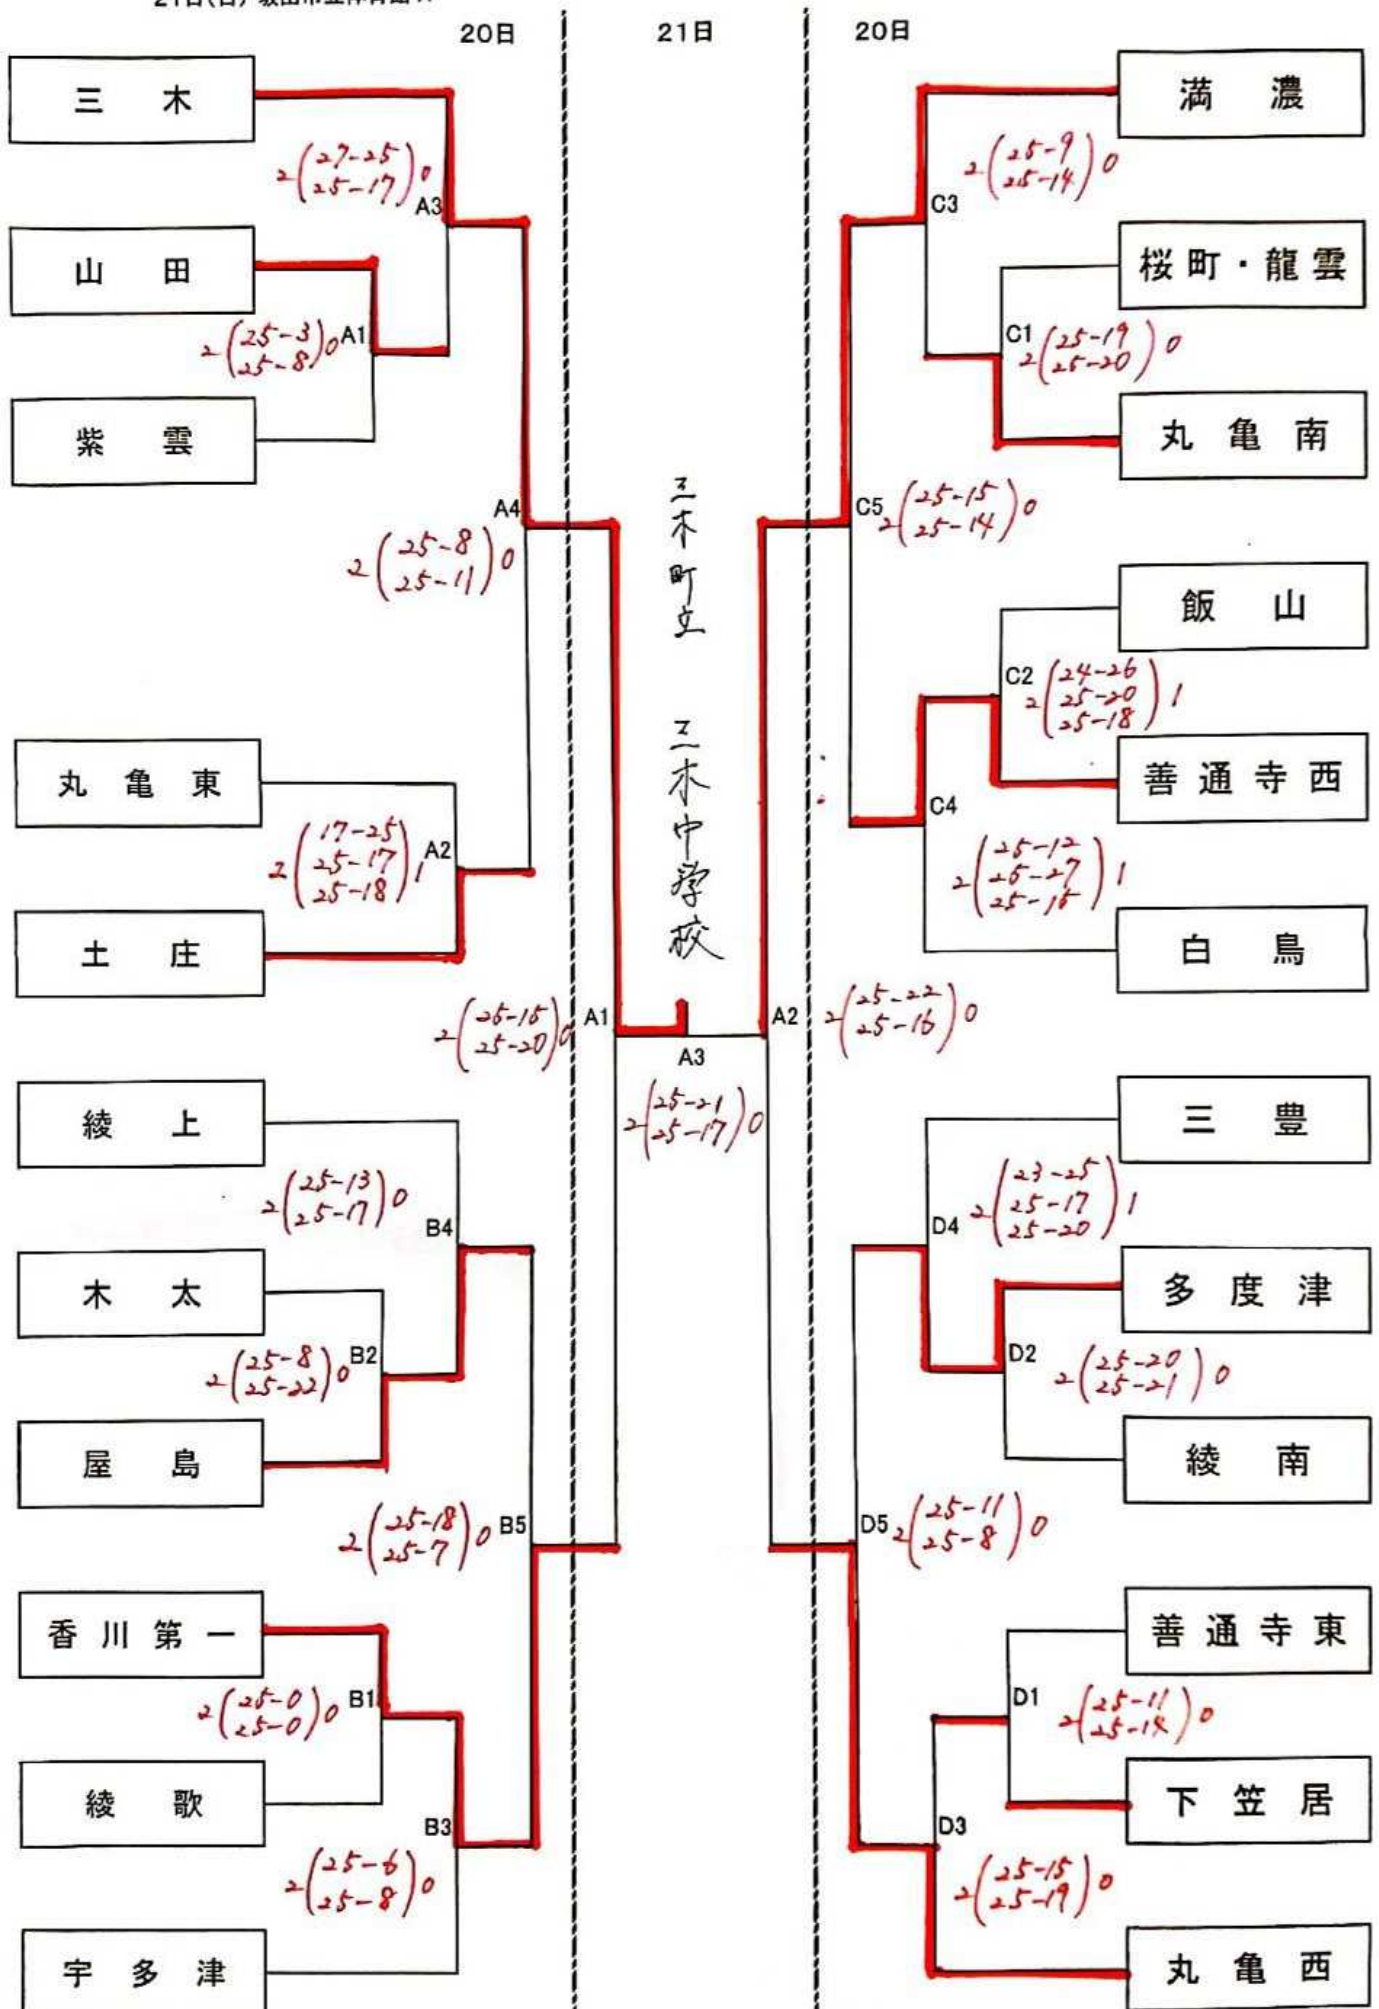 20日
21日
20日
三木
2(27-25 25-17)0
A3
山田
2(25-3 25-8)0
A1
紫雲
A4
2(25-8 25-11)0
丸亀東
2(17-25 25-17 25-18)1
A2
土庄
2(25-15 25-20)0
A1
綾上
2(25-13 25-17)0
B4
木太
2(25-8 25-22)0
B2
屋島
2(25-18 25-7)0
B5
香川第一
2(25-0 25-0)0
B1
綾歌
B3
2(25-6 25-8)0
宇多津
三木町立 三木中学校
A3
2(25-21 25-17)0
満濃
2(25-9 25-14)0
C3
桜町・龍雲
C1
2(25-19 25-20)0
丸亀南
C5
2(25-15 25-14)0
飯山
C2
2(24-26 25-20 25-18)1
善通寺西
C4
2(25-12 25-27 25-15)1
白鳥
A2
2(25-22 25-16)0
三豊
2(23-25 25-17 25-20)1
D4
多度津
D2
2(25-20 25-21)0
綾南
D5
2(25-11 25-8)0
善通寺東
D1
2(25-11 25-14)0
下笠居
D3
2(25-15 25-19)0
丸亀西